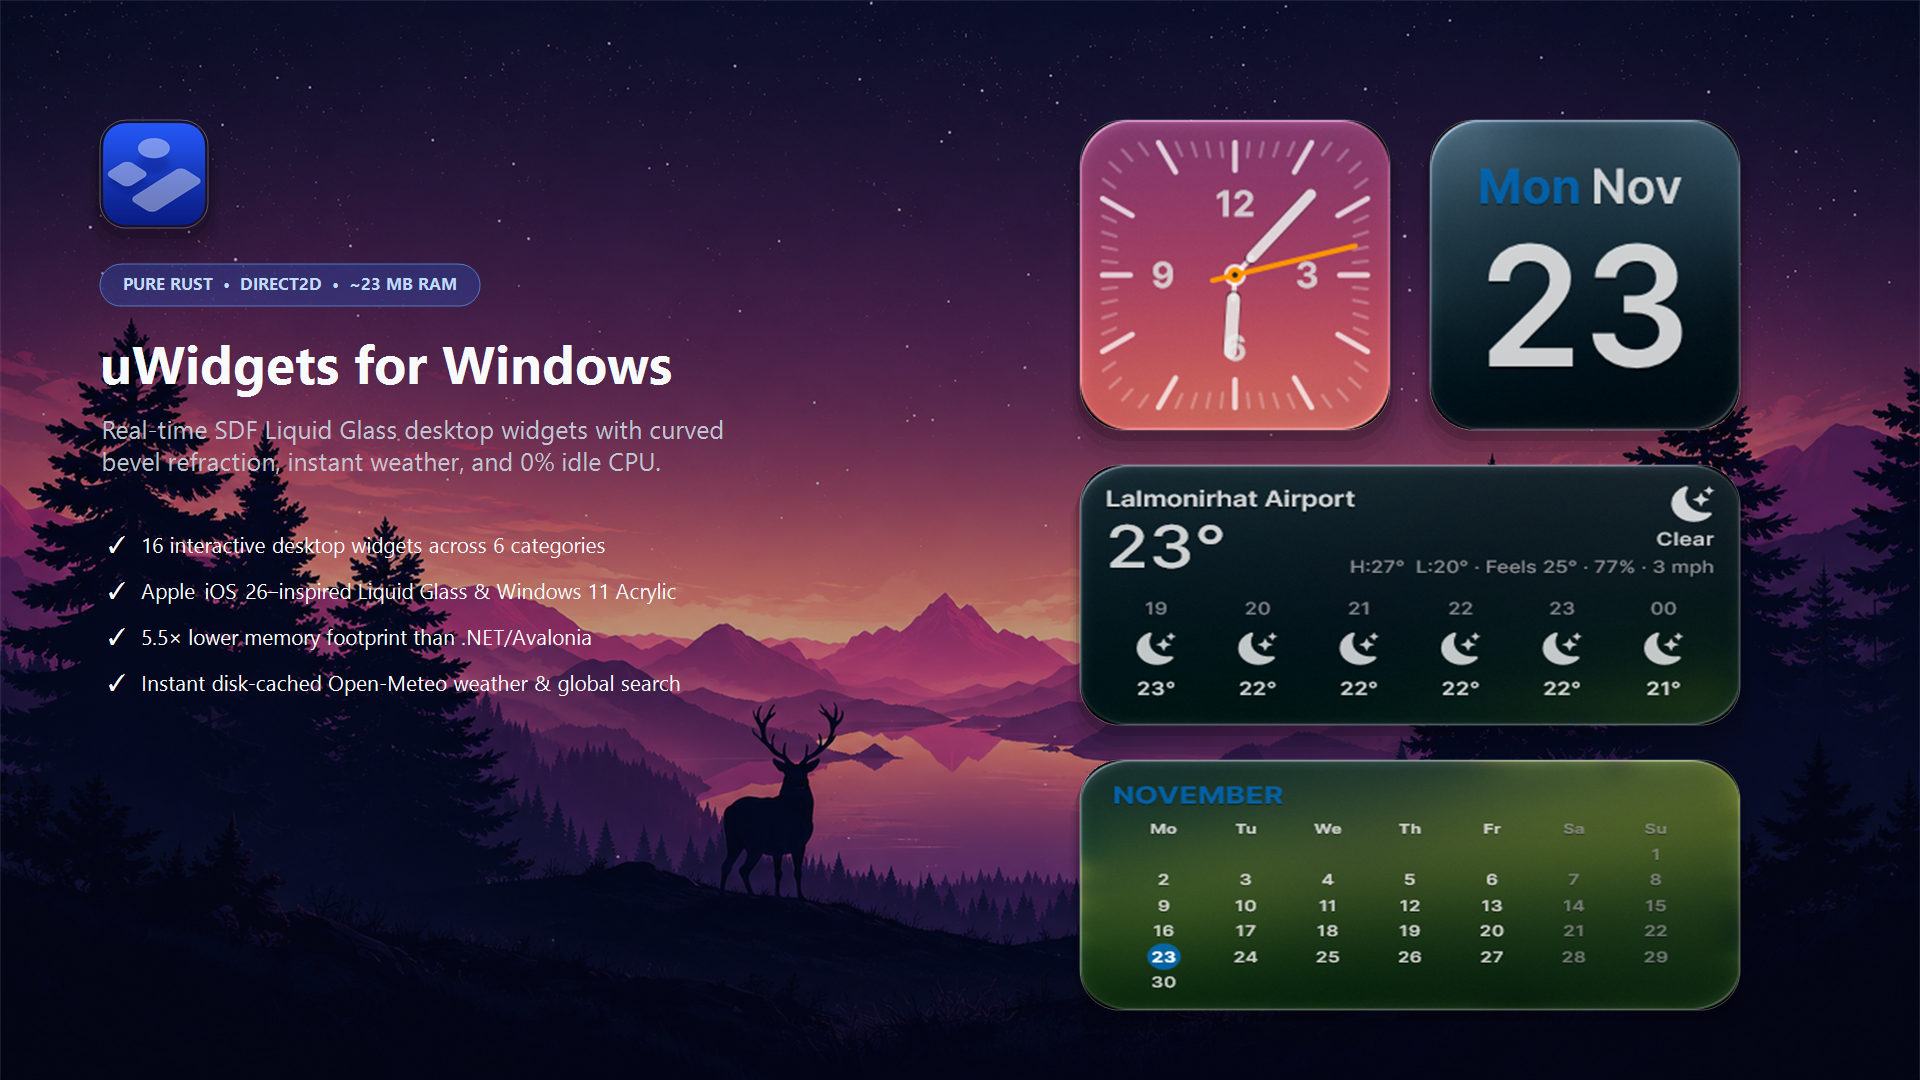 PURE RUST • DIRECT2D • ~23 MB RAM
uWidgets for Windows
Real-time SDF Liquid Glass desktop widgets with curved
bevel refraction, instant weather, and 0% idle CPU.
✓ 16 interactive desktop widgets across 6 categories
✓ Apple iOS 26–inspired Liquid Glass & Windows 11 Acrylic
✓ 5.5× lower memory footprint than .NET/Avalonia
✓ Instant disk-cached Open-Meteo weather & global search
12
9 3
6
Mon Nov
23
Lalmonirhat Airport
23°
Clear
H:27° L:20° · Feels 25° · 77% · 3 mph
19 20 21 22 23 00
23° 22° 22° 22° 22° 21°
NOVEMBER
Mo Tu We Th Fr Sa Su
1
2 3 4 5 6 7 8
9 10 11 12 13 14 15
16 17 18 19 20 21 22
23 24 25 26 27 28 29
30